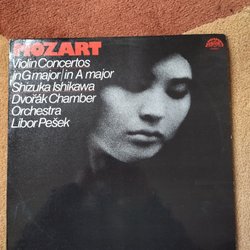 MOZART
Violin Concertos
in G major/in A major
Shizuka Ishikawa
Dvořák Chamber
Orchestra
Libor Pešek